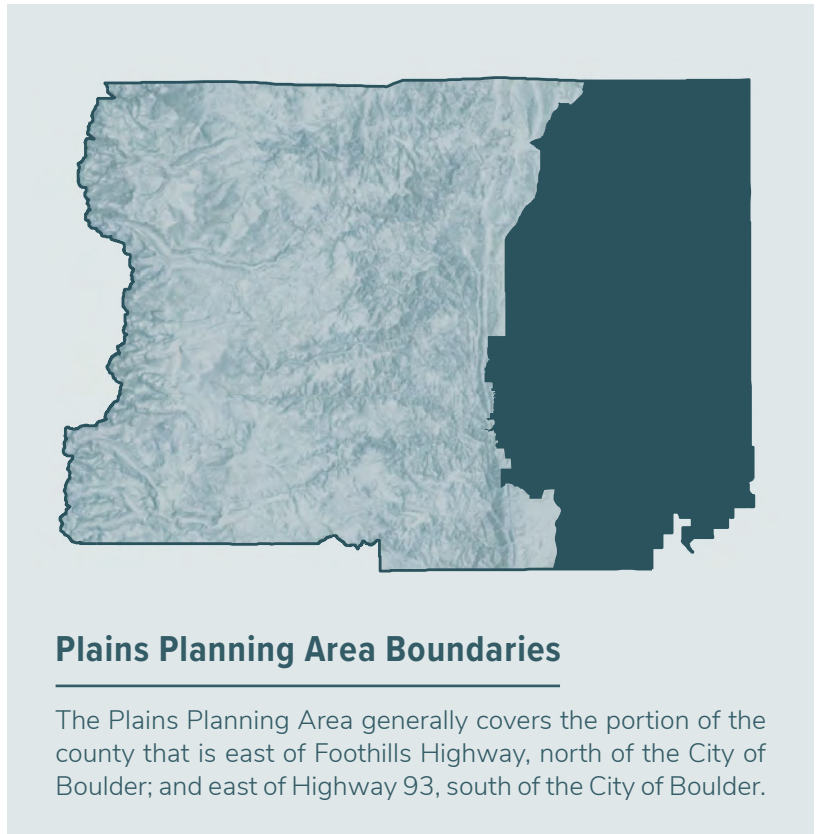 Plains Planning Area Boundaries
The Plains Planning Area generally covers the portion of the
county that is east of Foothills Highway, north of the City of
Boulder; and east of Highway 93, south of the City of Boulder.